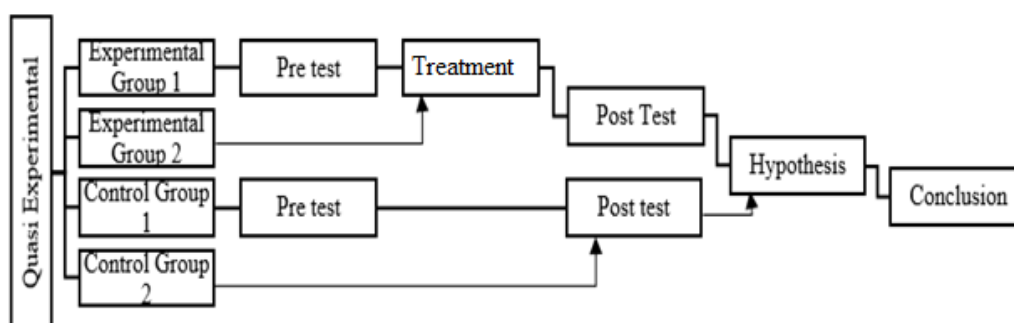 Quasi Experimental
Experimental
Group 1
Pre test
Treatment
Experimental
Group 2
Post Test
Control Group
1
Pre test
Post test
Hypothesis
Conclusion
Control Group
2